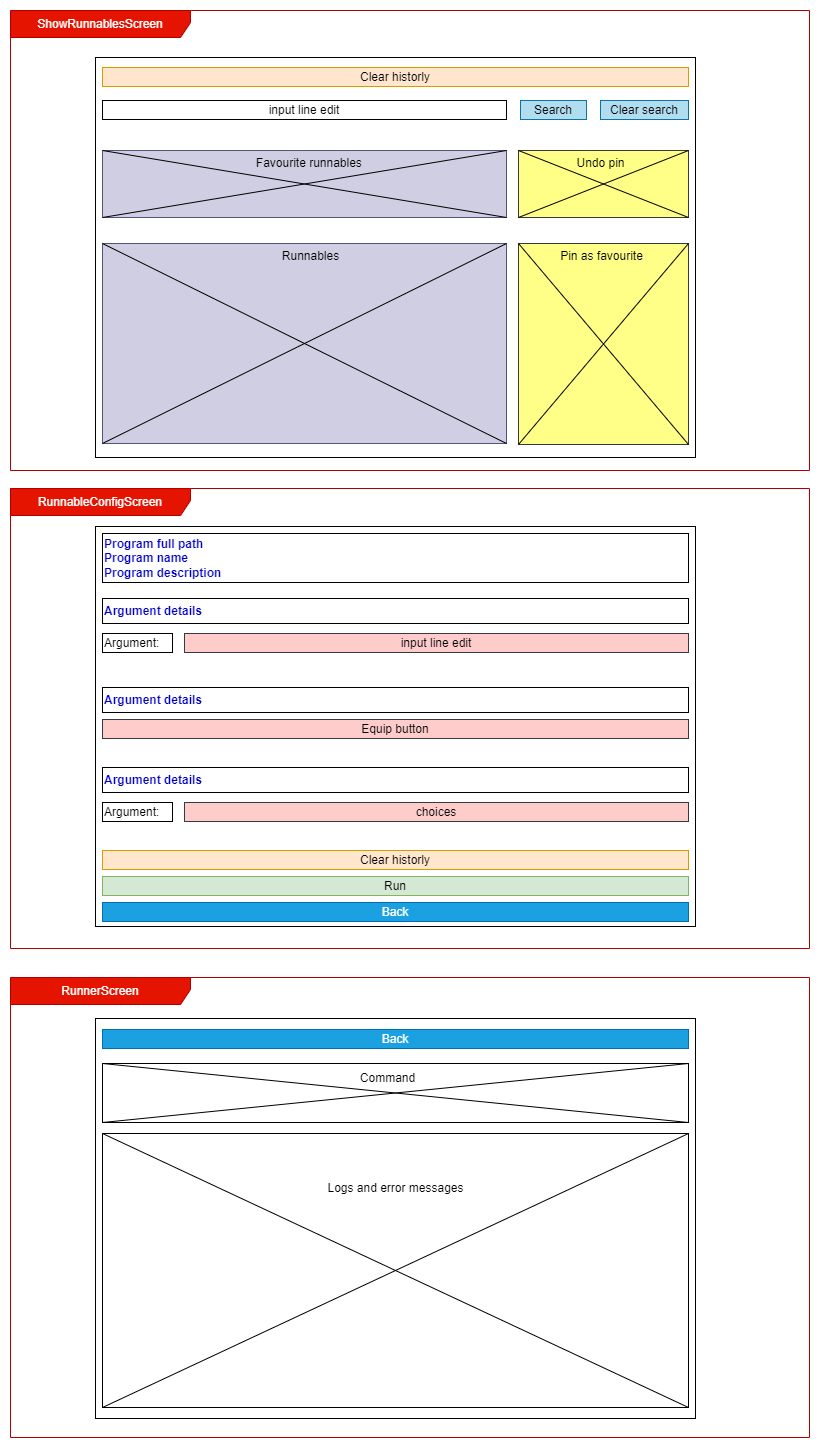 ShowRunnablesScreen
Clear historly
input line edit
Search
Clear search
Favourite runnables
Undo pin
Runnables
Pin as favourite
RunnableConfigScreen
Program full path
Program name
Program description
Argument details
Argument:
input line edit
Argument details
Equip button
Argument details
Argument:
choices
Clear historly
Run
Back
RunnerScreen
Back
Command
Logs and error messages